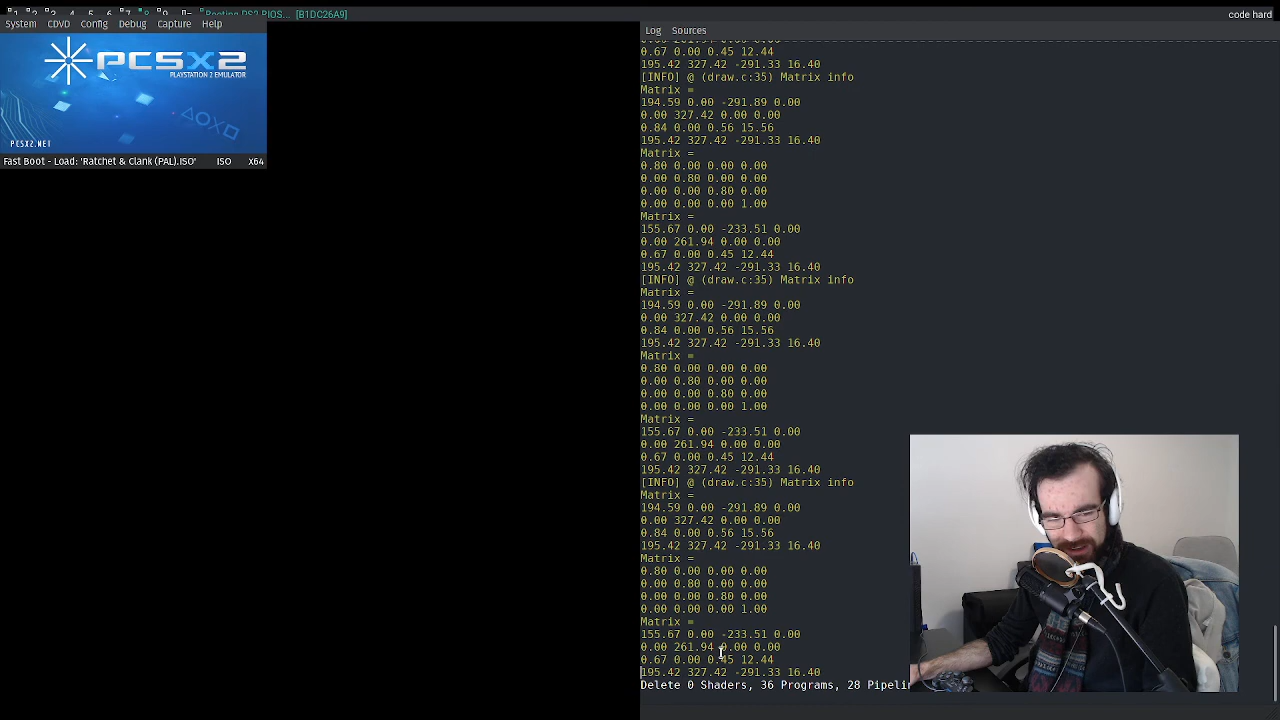 1 2 3 4 5 6 7 8 9 Booting PS2 BIOS... [B1DC26A9]
code hard
System CDVD Config Debug Capture Help
PCSX2
PLAYSTATION 2 EMULATOR
PCSX2.NET
Fast Boot - Load: 'Ratchet & Clank (PAL).ISO' ISO X64
Log Sources
0.67 0.00 0.45 12.44
195.42 327.42 -291.33 16.40
[INFO] @ (draw.c:35) Matrix info
Matrix =
194.59 0.00 -291.89 0.00
0.00 327.42 0.00 0.00
0.84 0.00 0.56 15.56
195.42 327.42 -291.33 16.40
Matrix =
0.80 0.00 0.00 0.00
0.00 0.80 0.00 0.00
0.00 0.00 0.80 0.00
0.00 0.00 0.00 1.00
Matrix =
155.67 0.00 -233.51 0.00
0.00 261.94 0.00 0.00
0.67 0.00 0.45 12.44
195.42 327.42 -291.33 16.40
[INFO] @ (draw.c:35) Matrix info
Matrix =
194.59 0.00 -291.89 0.00
0.00 327.42 0.00 0.00
0.84 0.00 0.56 15.56
195.42 327.42 -291.33 16.40
Matrix =
0.80 0.00 0.00 0.00
0.00 0.80 0.00 0.00
0.00 0.00 0.80 0.00
0.00 0.00 0.00 1.00
Matrix =
155.67 0.00 -233.51 0.00
0.00 261.94 0.00 0.00
0.67 0.00 0.45 12.44
195.42 327.42 -291.33 16.40
[INFO] @ (draw.c:35) Matrix info
Matrix =
194.59 0.00 -291.89 0.00
0.00 327.42 0.00 0.00
0.84 0.00 0.56 15.56
195.42 327.42 -291.33 16.40
Matrix =
0.80 0.00 0.00 0.00
0.00 0.80 0.00 0.00
0.00 0.00 0.80 0.00
0.00 0.00 0.00 1.00
Matrix =
155.67 0.00 -233.51 0.00
0.00 261.94 0.00 0.00
0.67 0.00 0.45 12.44
195.42 327.42 -291.33 16.40
Delete 0 Shaders, 36 Programs, 28 Pipelin